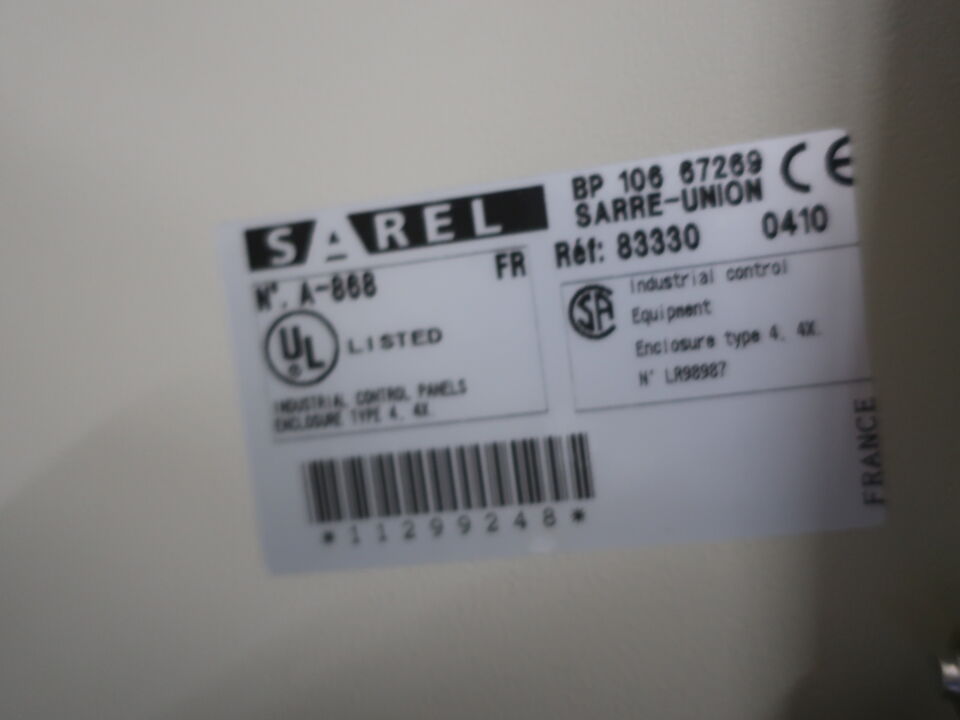 SAREL
BP 106 67269
SARRE-UNION
CE
N°. A-868
FR
Réf: 83330
0410
UL
®
LISTED
INDUSTRIAL CONTROL PANELS
ENCLOSURE TYPE 4, 4X.
SA
Industrial control
Equipment
Enclosure type 4, 4X.
N° LR98987
*11299248*
FRANCE